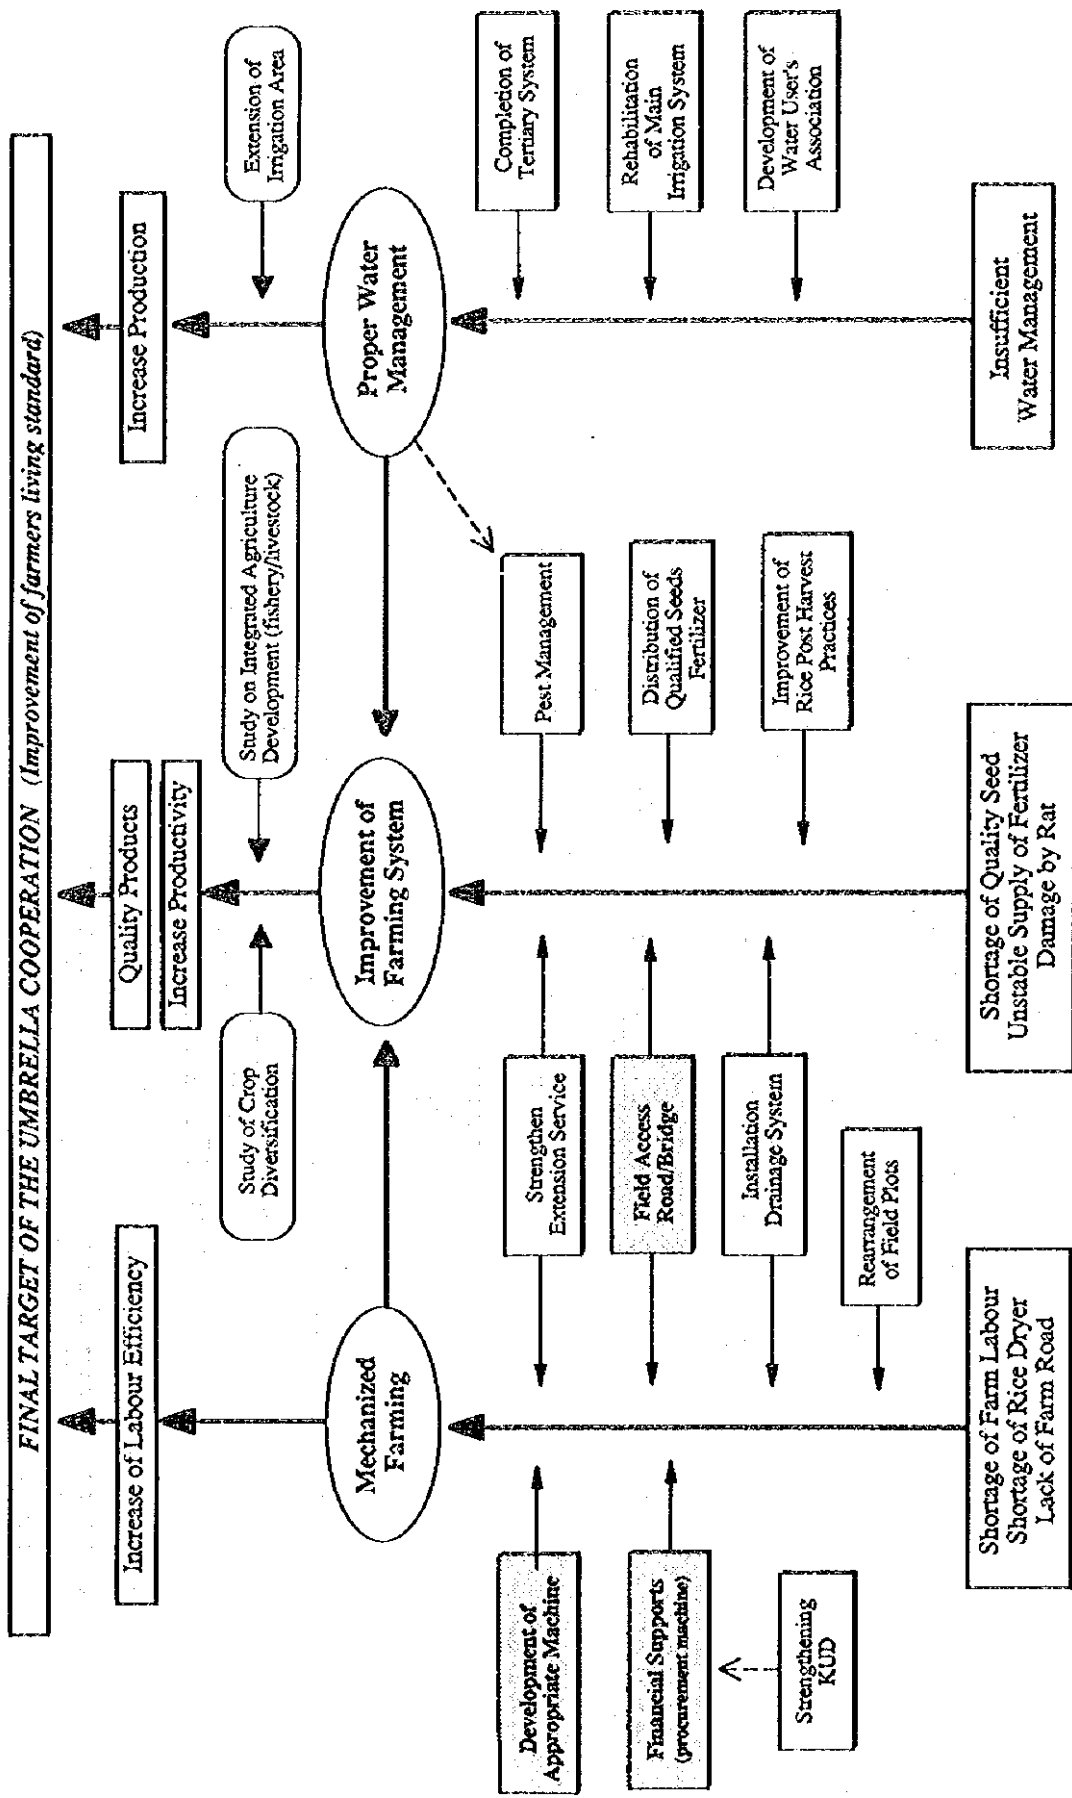 FINAL TARGET OF THE UMBRELLA COOPERATION (Improvement of farmers living standard)
Increase of Labour Efficiency
Quality Products
Increase Productivity
Increase Production
Study of Crop
Diversification
Study on Integrated Agriculture
Development (fishery/livestock)
Extension of
Irrigation Area
Mechanized
Farming
Improvement of
Farming System
Proper Water
Management
Development of
Appropriate Machine
Strengthen
Extension Service
Pest Management
Completion of
Tertiary System
Financial Supports
(procurement machine)
Field Access
Road/Bridge
Distribution of
Qualified Seeds
Fertilizer
Rehabilitation
of Main
Irrigation System
Strengthening
KUD
Installation
Drainage System
Improvement of
Rice Post Harvest
Practices
Development of
Water User's
Association
Rearrangement
of Field Plots
Shortage of Farm Labour
Shortage of Rice Dryer
Lack of Farm Road
Shortage of Quality Seed
Unstable Supply of Fertilizer
Damage by Rat
Insufficient
Water Management